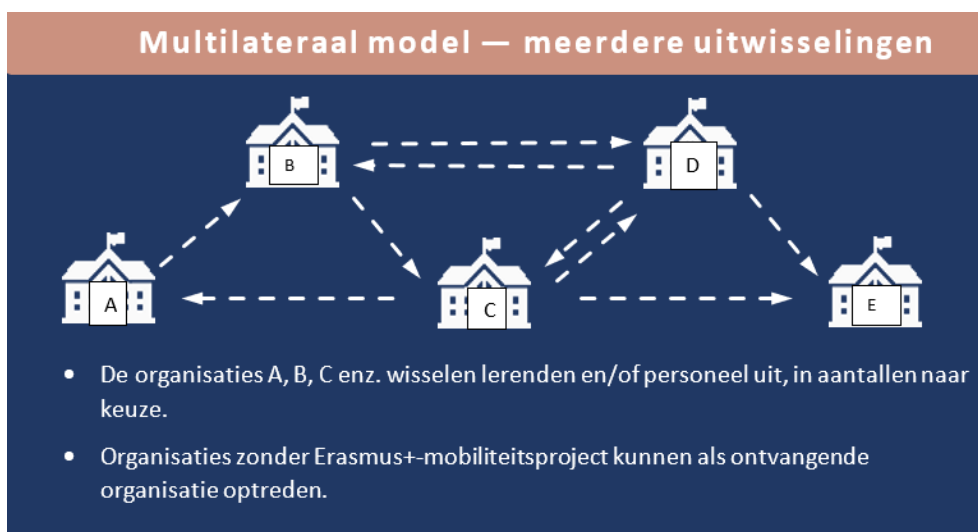 Multilateraal model — meerdere uitwisselingen
B
D
A
C
E
• De organisaties A, B, C enz. wisselen lerenden en/of personeel uit, in aantallen naar
keuze.
• Organisaties zonder Erasmus+-mobiliteitsproject kunnen als ontvangende
organisatie optreden.